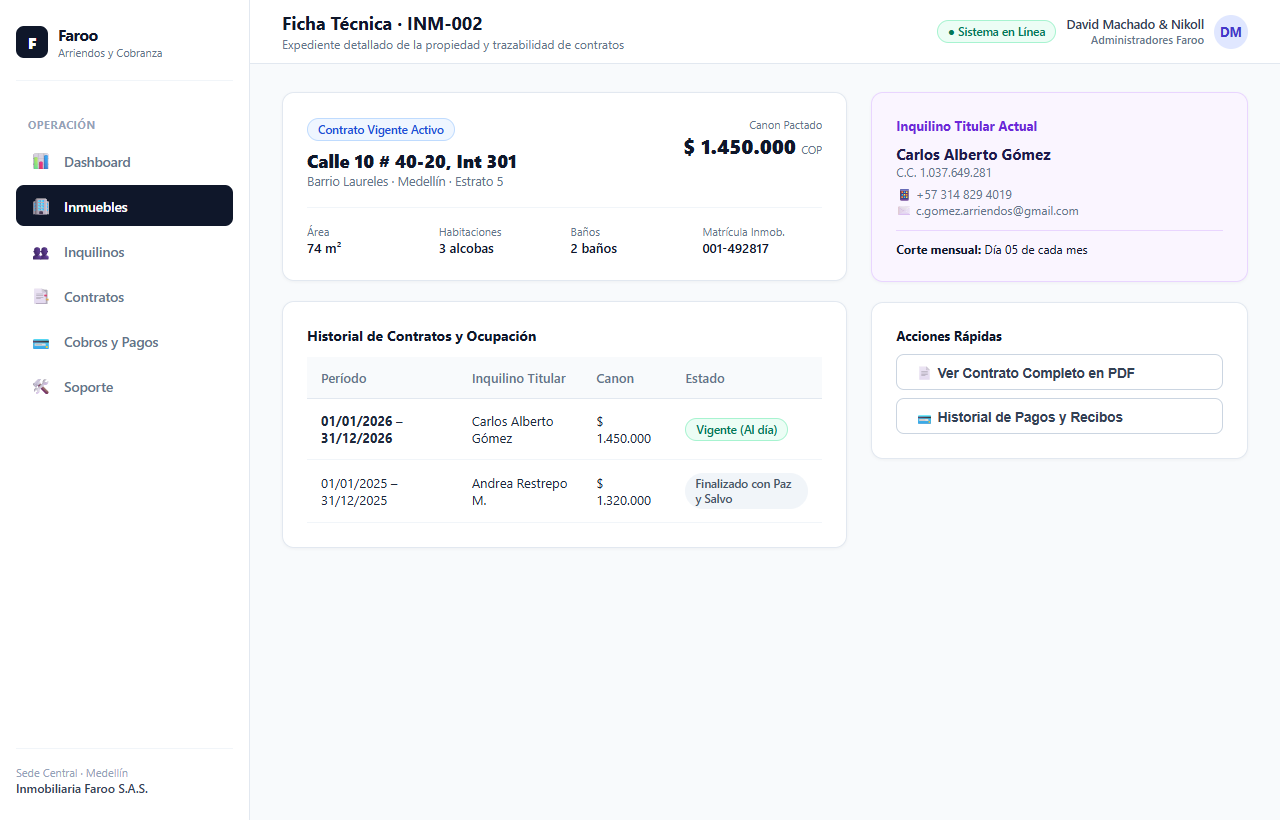 F
Faroo
Arriendos y Cobranza
OPERACIÓN
Dashboard
Inmuebles
Inquilinos
Contratos
Cobros y Pagos
Soporte
Sede Central · Medellín
Inmobiliaria Faroo S.A.S.
Ficha Técnica · INM-002
Expediente detallado de la propiedad y trazabilidad de contratos
● Sistema en Línea
David Machado & Nikoll
Administradores Faroo
DM
Contrato Vigente Activo
Calle 10 # 40-20, Int 301
Barrio Laureles · Medellín · Estrato 5
Canon Pactado
$ 1.450.000 COP
Área
74 m²
Habitaciones
3 alcobas
Baños
2 baños
Matrícula Inmob.
001-492817
Historial de Contratos y Ocupación
Período Inquilino Titular Canon Estado
01/01/2026 –
31/12/2026
Carlos Alberto
Gómez
$
1.450.000
Vigente (Al día)
01/01/2025 –
31/12/2025
Andrea Restrepo
M.
$
1.320.000
Finalizado con Paz
y Salvo
Inquilino Titular Actual
Carlos Alberto Gómez
C.C. 1.037.649.281
+57 314 829 4019
c.gomez.arriendos@gmail.com
Corte mensual: Día 05 de cada mes
Acciones Rápidas
Ver Contrato Completo en PDF
Historial de Pagos y Recibos